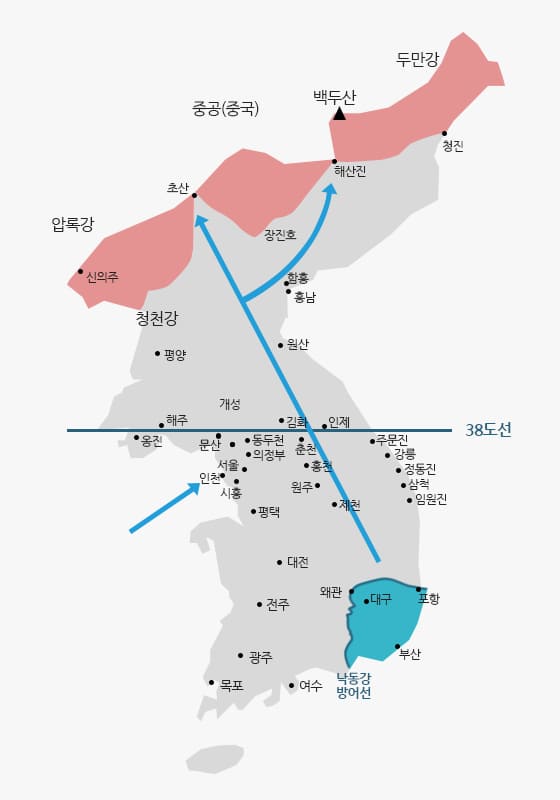 두만강
백두산
중공(중국)
청진
해산진
초산
압록강
장진호
신의주
함흥
흥남
청천강
원산
평양
개성
해주
김화
인제
38도선
옹진
문산
동두천
춘천
주문진
의정부
강릉
서울
홍천
정동진
인천
시흥
원주
삼척
임원진
제천
평택
대전
왜관
대구
포항
전주
부산
광주
낙동강
방어선
목포
여수